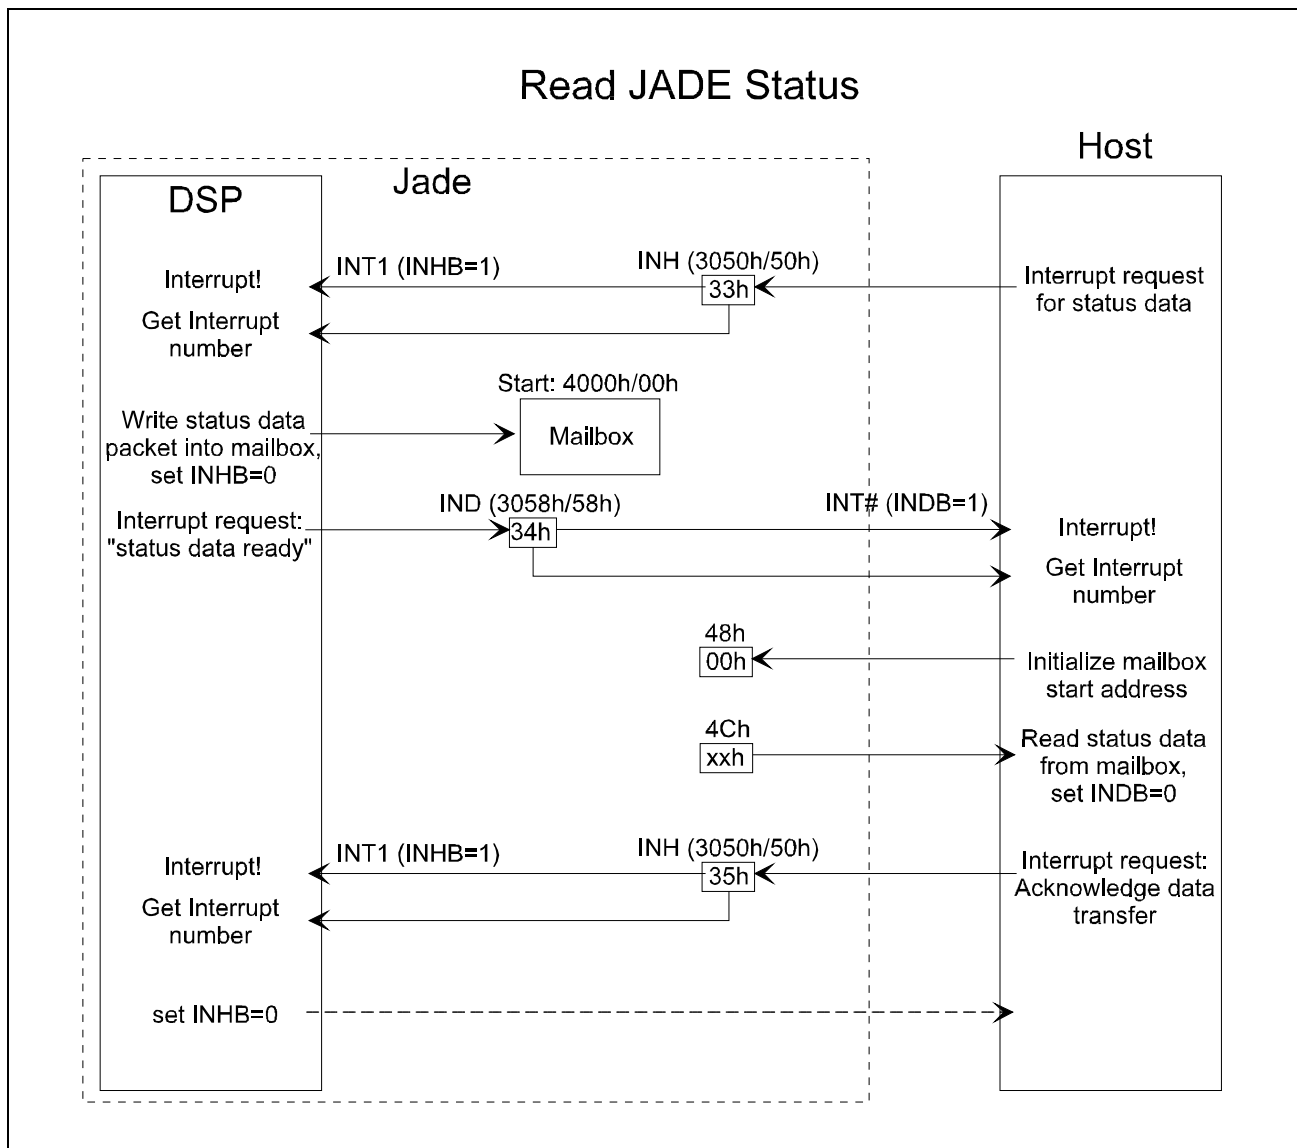 Read JADE Status
Host
Jade
DSP
INT1 (INHB=1)
INH (3050h/50h)
Interrupt!
33h
Interrupt request
for status data
Get Interrupt
number
Start: 4000h/00h
Write status data
packet into mailbox,
set INHB=0
Mailbox
IND (3058h/58h)
INT# (INDB=1)
Interrupt request:
"status data ready"
34h
Interrupt!
Get Interrupt
number
48h
00h
Initialize mailbox
start address
4Ch
xxh
Read status data
from mailbox,
set INDB=0
INT1 (INHB=1)
INH (3050h/50h)
Interrupt!
35h
Interrupt request:
Acknowledge data
transfer
Get Interrupt
number
set INHB=0